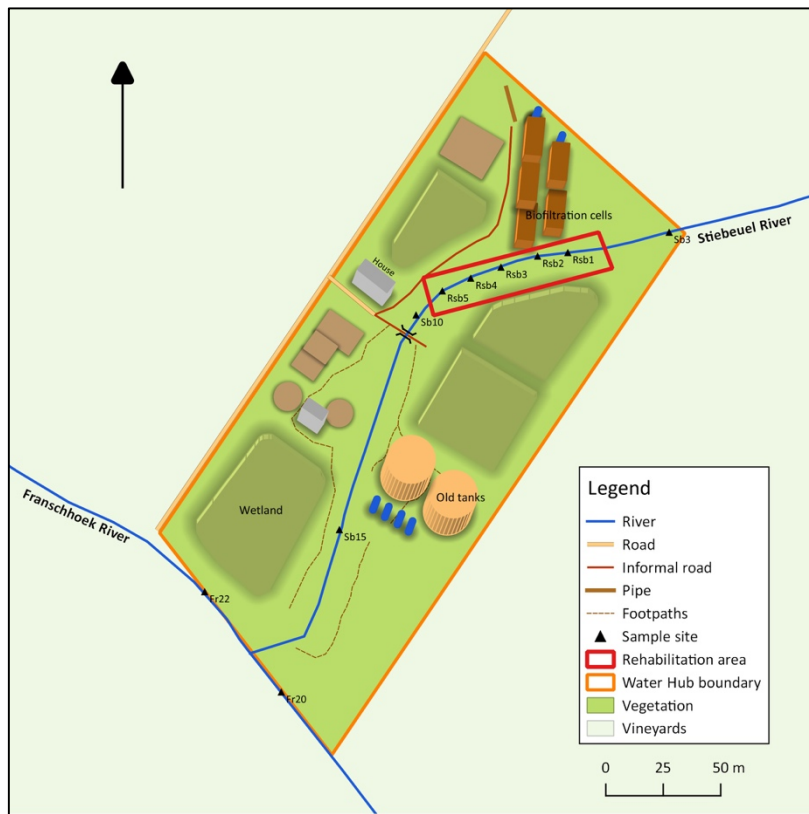 Biofiltration cells
Stiebeuel River
Sb3
Rsb1
Rsb2
Rsb3
Rsb4
Rsb5
House
Sb10
Old tanks
Wetland
Sb15
Franschhoek River
Fr22
Fr20
Legend
River
Road
Informal road
Pipe
Footpaths
Sample site
Rehabilitation area
Water Hub boundary
Vegetation
Vineyards
0 25 50 m